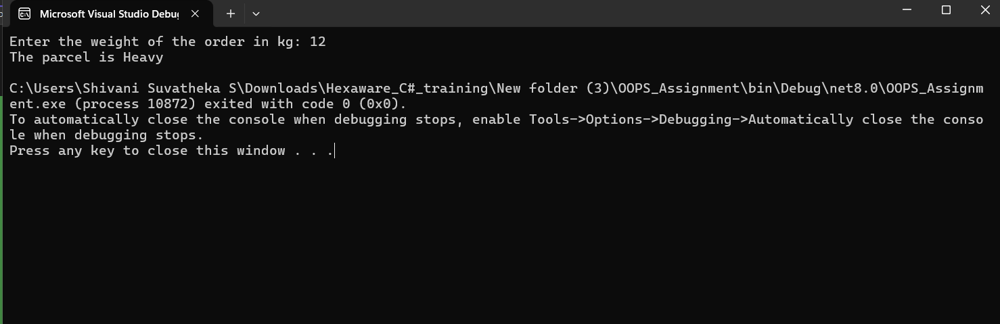 Microsoft Visual Studio Debu
Enter the weight of the order in kg: 12
The parcel is Heavy
C:\Users\Shivani Suvatheka S\Downloads\Hexaware_C#_training\New folder (3)\OOPS_Assignment\bin\Debug\net8.0\OOPS_Assignm
ent.exe (process 10872) exited with code 0 (0x0).
To automatically close the console when debugging stops, enable Tools->Options->Debugging->Automatically close the conso
le when debugging stops.
Press any key to close this window . . .